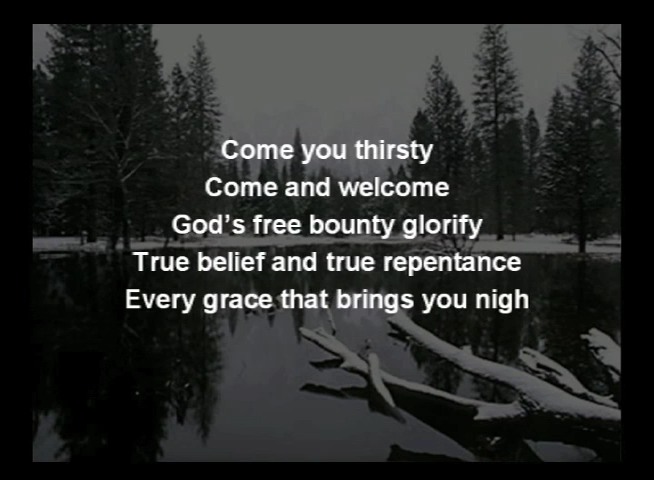 Come you thirsty
Come and welcome
God's free bounty glorify
True belief and true repentance
Every grace that brings you nigh